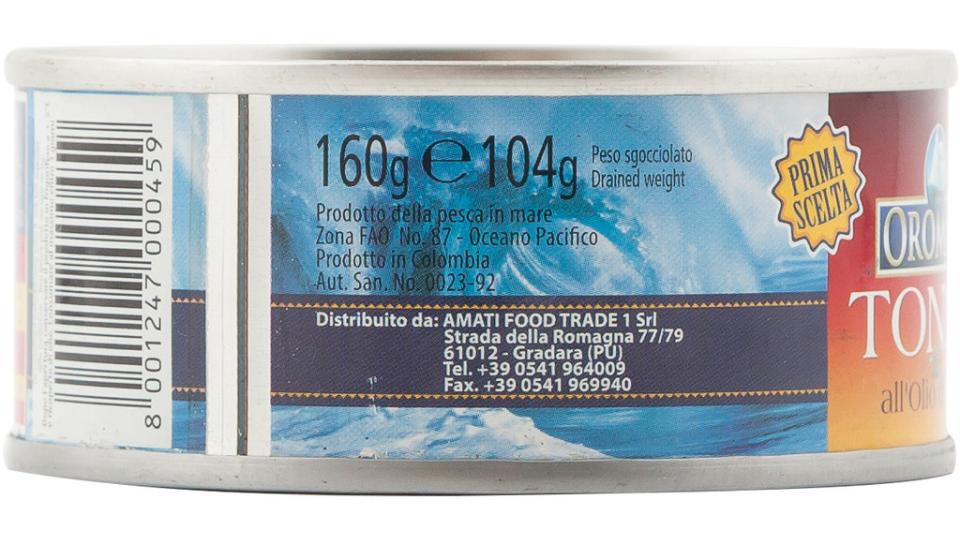 8 001247 000459
160g e 104g Peso sgocciolato
Drained weight
Prodotto della pesca in mare
Zona FAO No. 87 - Oceano Pacifico
Prodotto in Colombia
Aut. San. No. 0023-92
Distribuito da: AMATI FOOD TRADE 1 Srl
Strada della Romagna 77/79
61012 - Gradara (PU)
Tel. +39 0541 964009
Fax. +39 0541 969940
PRIMA
SCELTA
OROM
TON
all'Olio